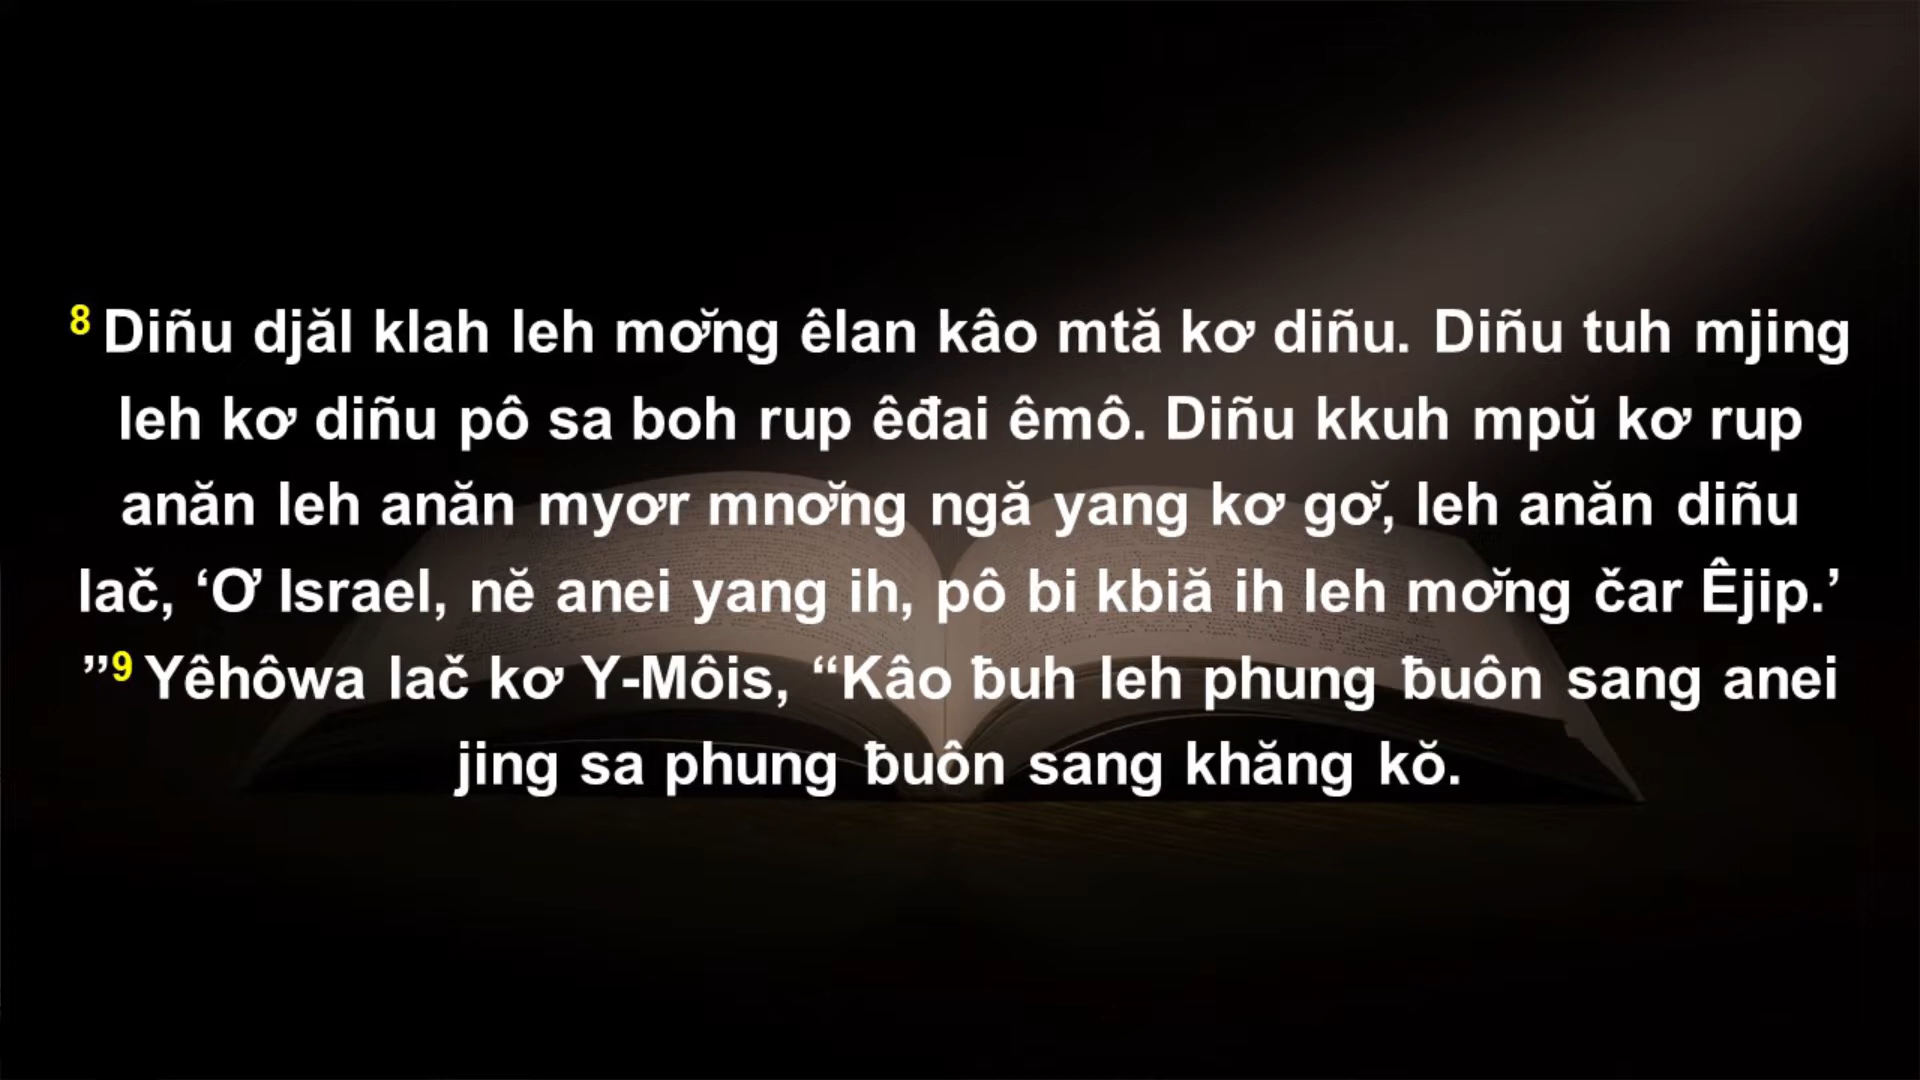 8 Diñu djăl klah leh mơ̆ng êlan kâo mtă kơ diñu. Diñu tuh mjing
leh kơ diñu pô sa boh rup êđai êmô. Diñu kkuh mpŭ kơ rup
anăn leh anăn myơr mnơ̆ng ngă yang kơ gơ̆, leh anăn diñu
lač, ‘Ơ Israel, nĕ anei yang ih, pô bi kbiă ih leh mơ̆ng čar Êjip.’
”9 Yêhôwa lač kơ Y-Môis, “Kâo ƀuh leh phung ƀuôn sang anei
jing sa phung ƀuôn sang khăng kŏ.